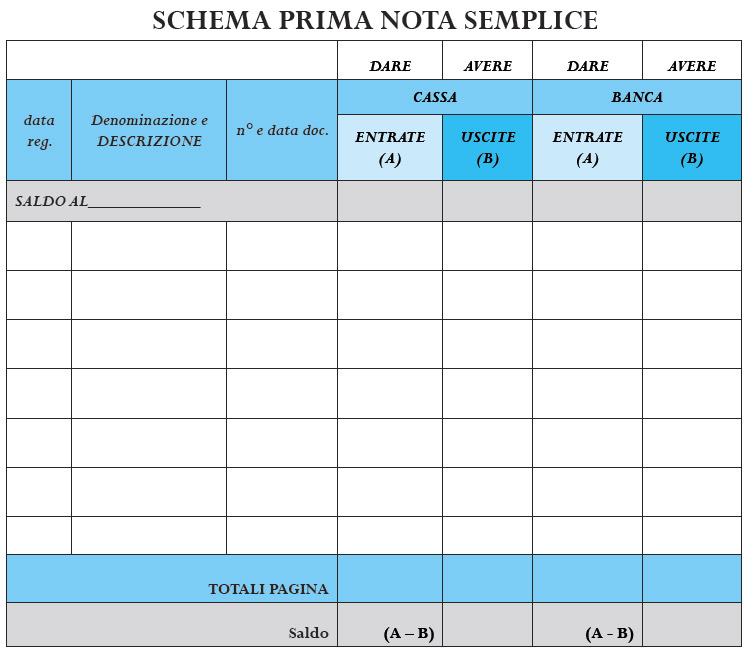 SCHEMA PRIMA NOTA SEMPLICE
DARE AVERE DARE AVERE
CASSA BANCA
data
reg.
Denominazione e
DESCRIZIONE
n° e data doc.
ENTRATE
(A)
USCITE
(B)
ENTRATE
(A)
USCITE
(B)
SALDO AL______________
TOTALI PAGINA
Saldo (A – B) (A - B)